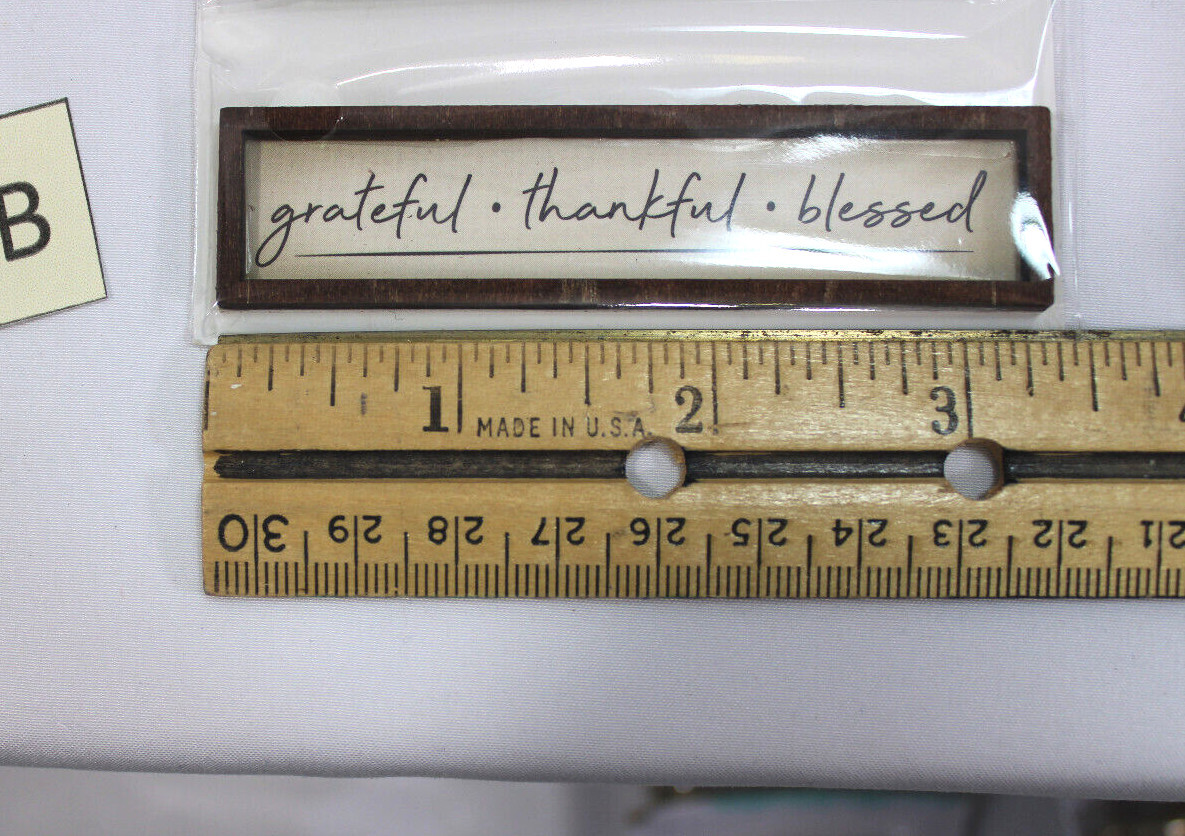 B
grateful • thankful • blessed
1 2 3
MADE IN U.S.A.
30 29 28 27 26 25 24 23 22 21